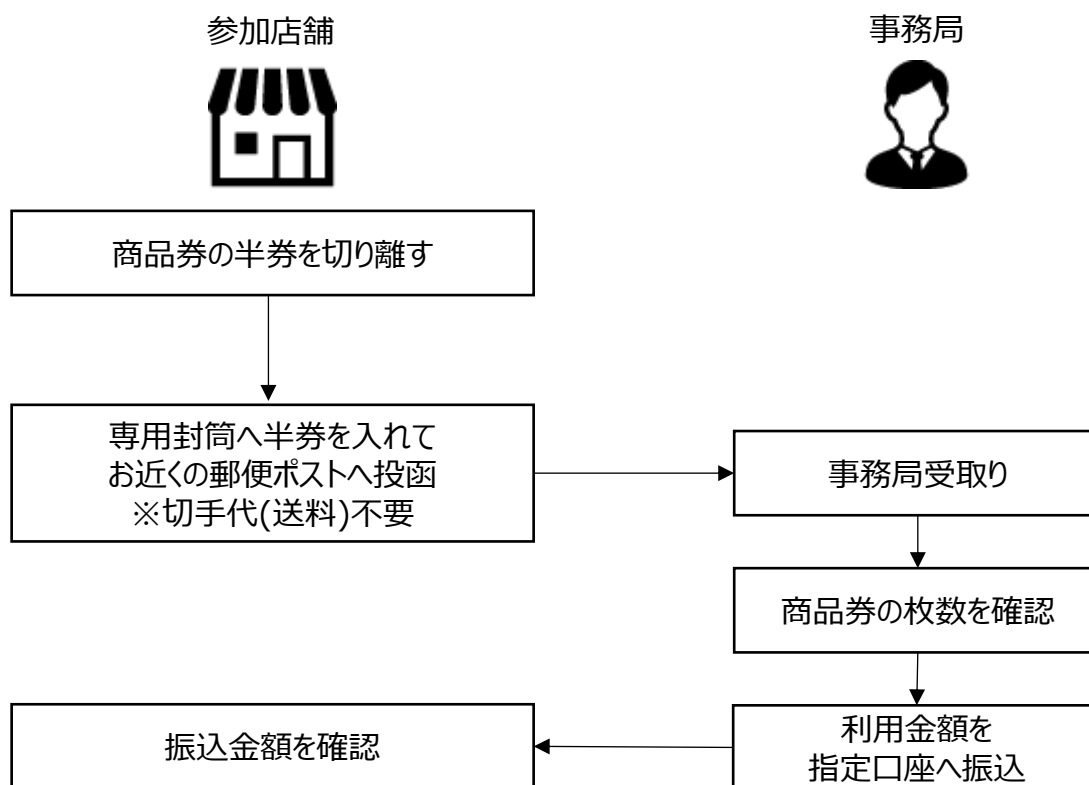 参加店舗
事務局
商品券の半券を切り離す
専用封筒へ半券を入れて
お近くの郵便ポストへ投函
※切手代(送料)不要
事務局受取り
商品券の枚数を確認
利用金額を
指定口座へ振込
振込金額を確認